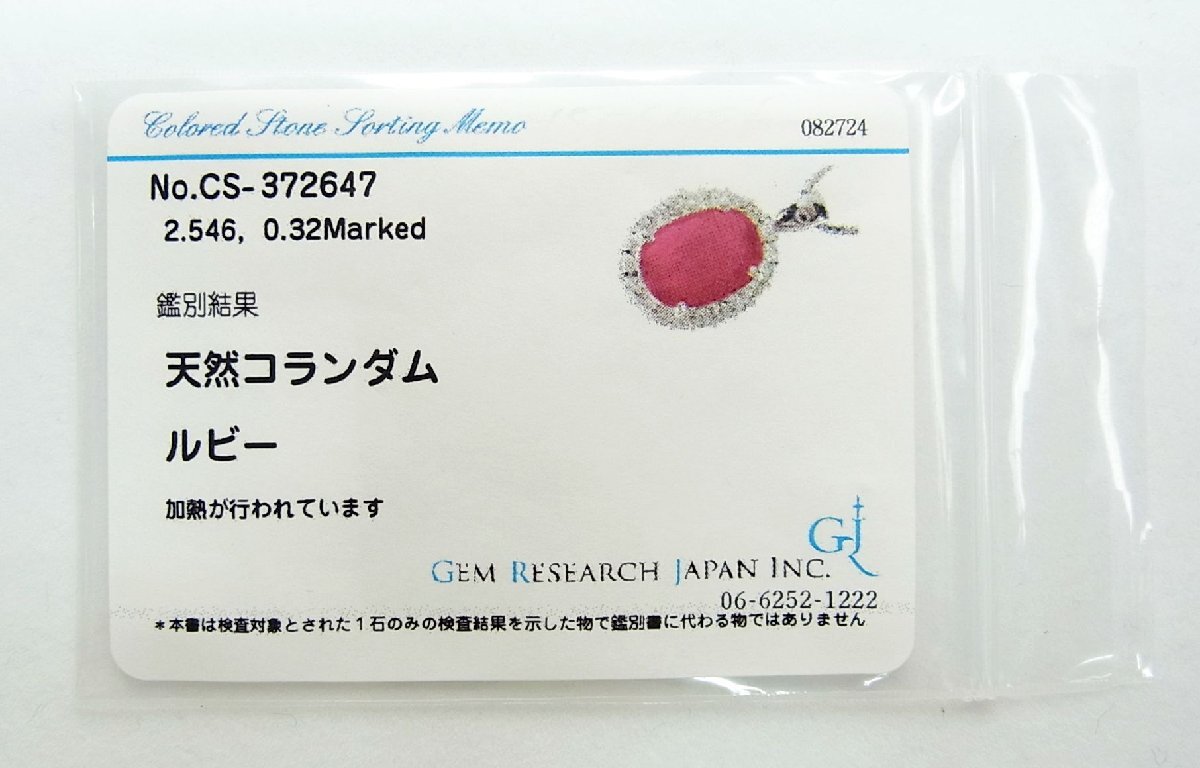 Colored Stone Sorting Memo 082724
No.CS-372647
2.546, 0.32Marked
鑑別結果
天然コランダム
ルビー
加熱が行われています
GJ
GEM RESEARCH JAPAN INC.
06-6252-1222
*本書は検査対象とされた1石のみの検査結果を示した物で鑑別書に代わる物ではありません